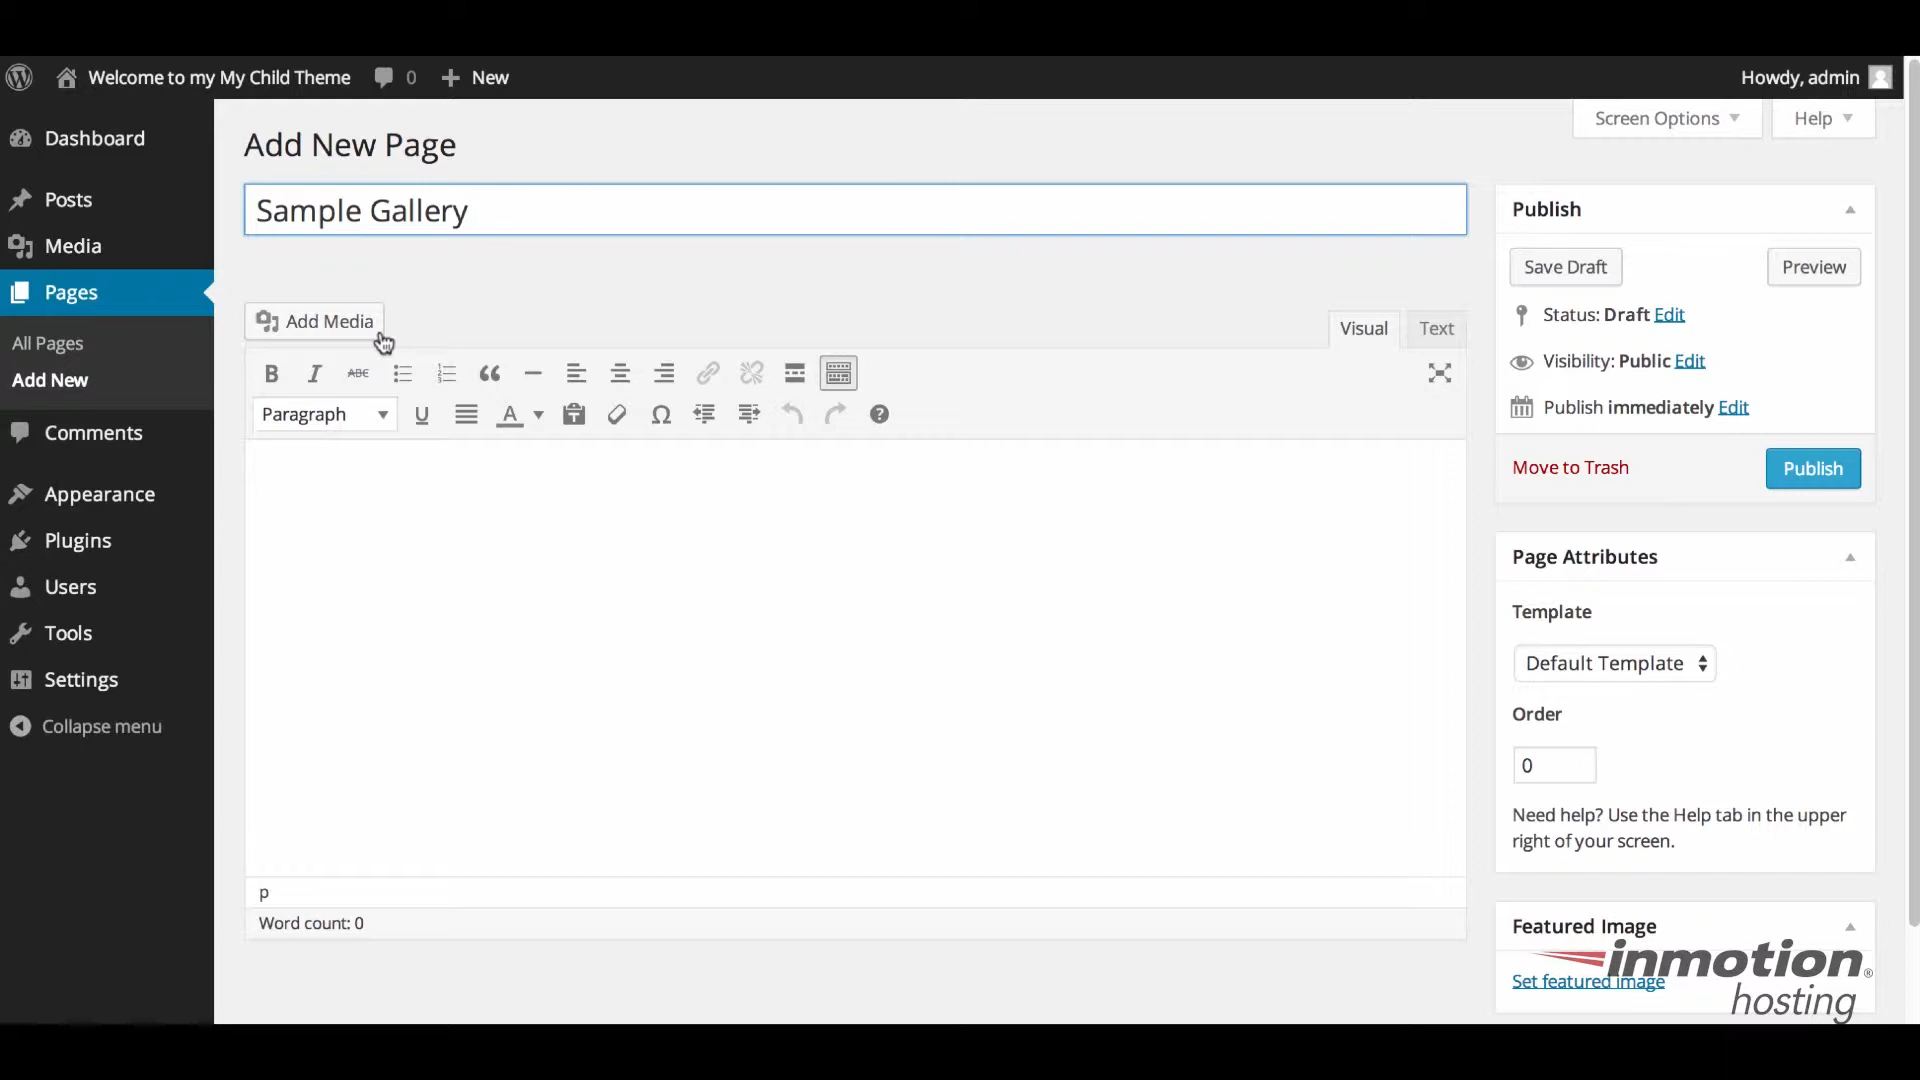 Welcome to my My Child Theme 0 New Howdy, admin
Dashboard
Posts
Media
Pages
All Pages
Add New
Comments
Appearance
Plugins
Users
Tools
Settings
Collapse menu
Screen Options Help
Add New Page
Sample Gallery
Add Media
Visual Text
B I ABC
Paragraph U A Ω ?
p
Word count: 0
Publish
Save Draft Preview
Status: Draft Edit
Visibility: Public Edit
Publish immediately Edit
Move to Trash Publish
Page Attributes
Template
Default Template
Order
0
Need help? Use the Help tab in the upper
right of your screen.
Featured Image
Set featured image
inmotion®
hosting